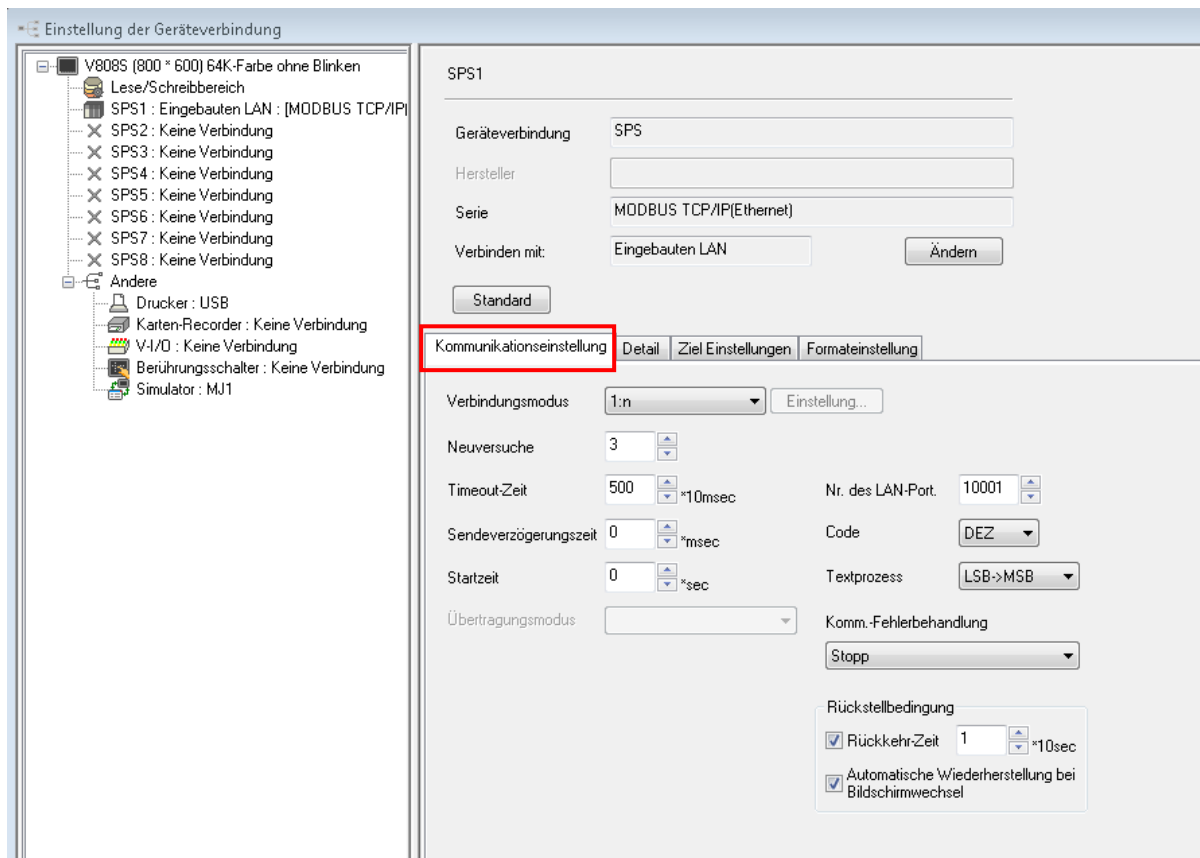 Einstellung der Geräteverbindung
V808S (800 * 600) 64K-Farbe ohne Blinken
Lese/Schreibbereich
SPS1 : Eingebauten LAN : [MODBUS TCP/IP(
SPS2 : Keine Verbindung
SPS3 : Keine Verbindung
SPS4 : Keine Verbindung
SPS5 : Keine Verbindung
SPS6 : Keine Verbindung
SPS7 : Keine Verbindung
SPS8 : Keine Verbindung
Andere
Drucker : USB
Karten-Recorder : Keine Verbindung
V-I/O : Keine Verbindung
Berührungsschalter : Keine Verbindung
Simulator : MJ1
SPS1
Geräteverbindung SPS
Hersteller
Serie MODBUS TCP/IP(Ethernet)
Verbinden mit: Eingebauten LAN Ändern
Standard
Kommunikationseinstellung Detail Ziel Einstellungen Formateinstellung
Verbindungsmodus 1:n Einstellung...
Neuversuche 3
Timeout-Zeit 500 *10msec
Sendeverzögerungszeit 0 *msec
Startzeit 0 *sec
Übertragungsmodus
Nr. des LAN-Port. 10001
Code DEZ
Textprozess LSB->MSB
Komm.-Fehlerbehandlung
Stopp
Rückstellbedingung
Rückkehr-Zeit 1 *10sec
Automatische Wiederherstellung bei
Bildschirmwechsel